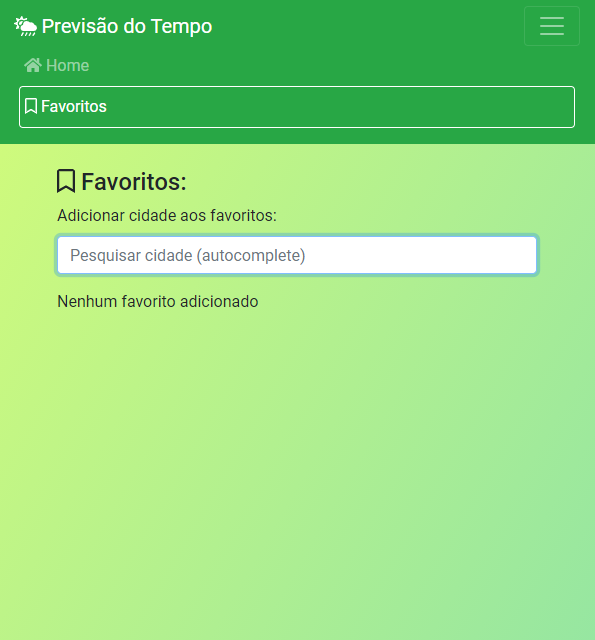 Previsão do Tempo
Home
Favoritos
Favoritos:
Adicionar cidade aos favoritos:
Pesquisar cidade (autocomplete)
Nenhum favorito adicionado